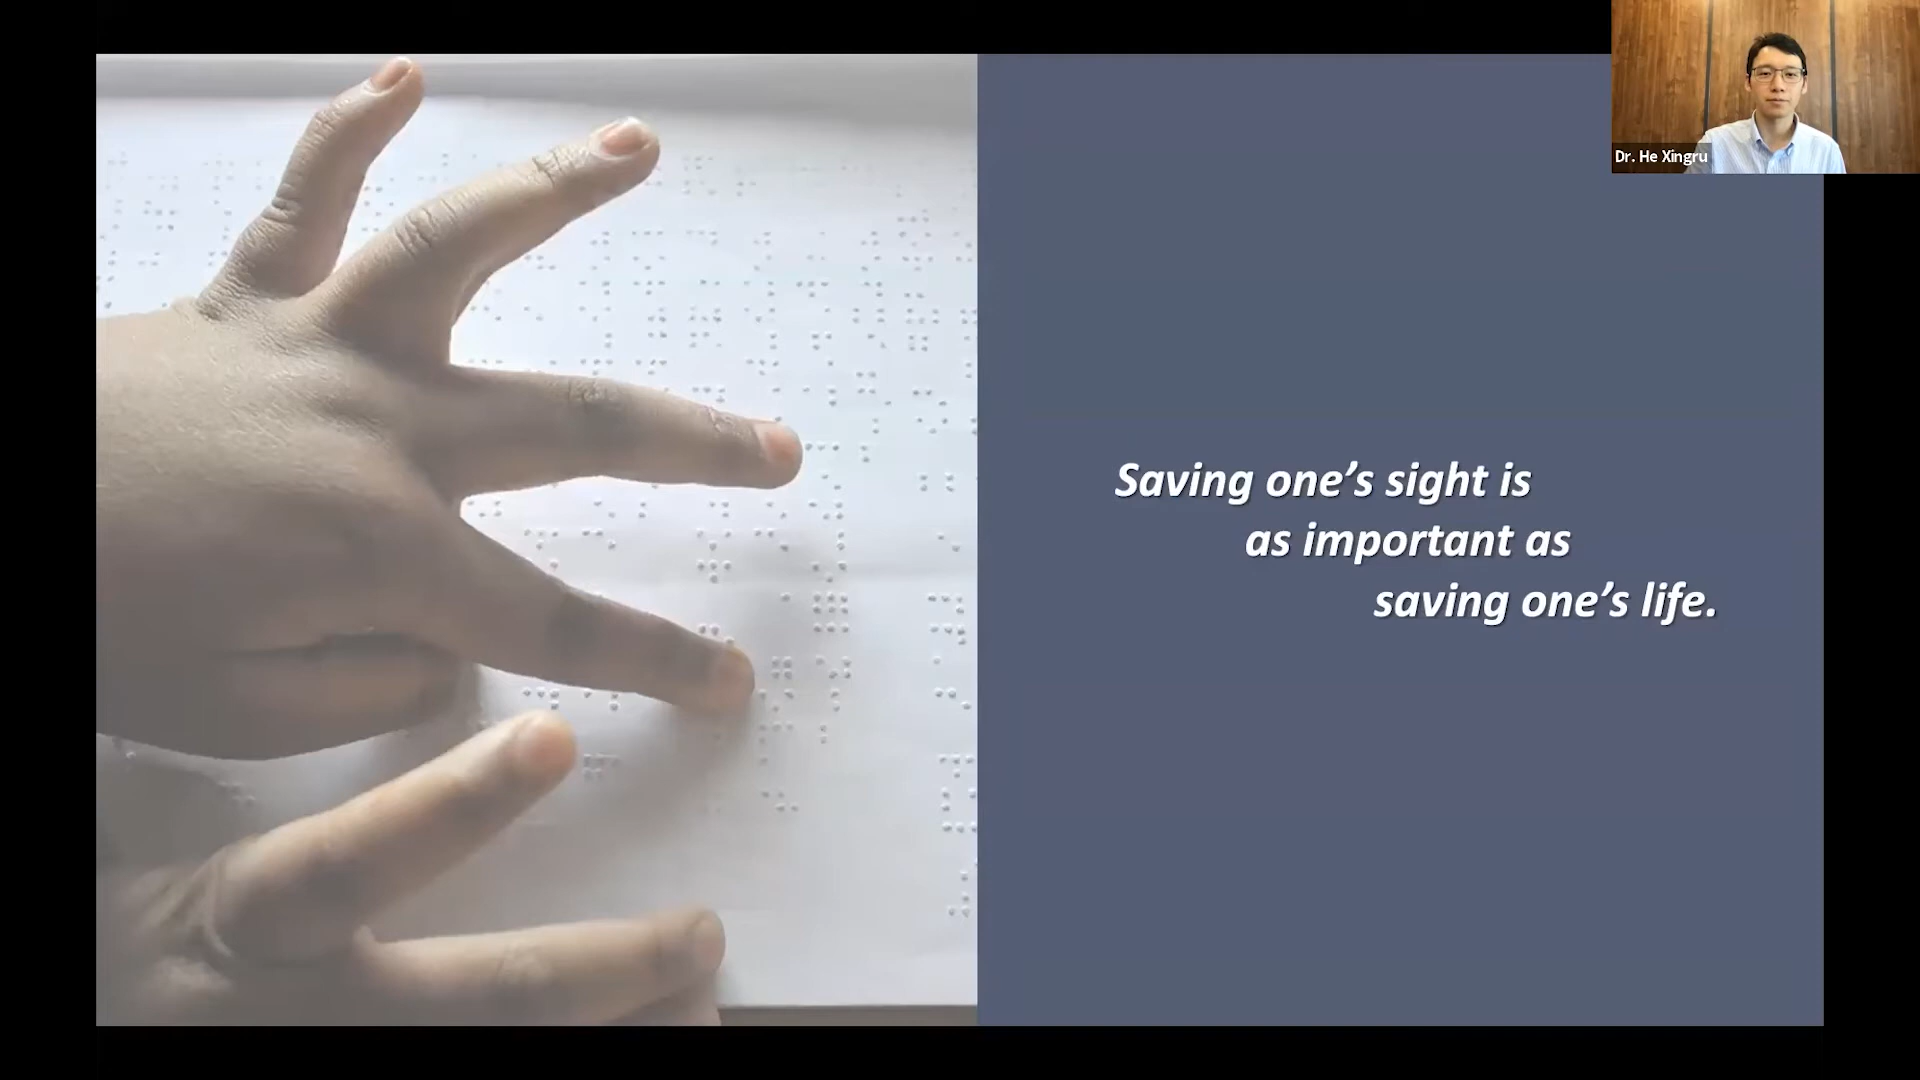 Dr. He Xingru
Saving one’s sight is
as important as
saving one’s life.